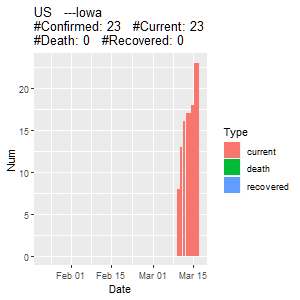 US ---Iowa
#Confirmed: 23 #Current: 23
#Death: 0 #Recovered: 0
20
15
10
5
0
Num
Feb 01 Feb 15 Mar 01 Mar 15
Date
Type
current
death
recovered